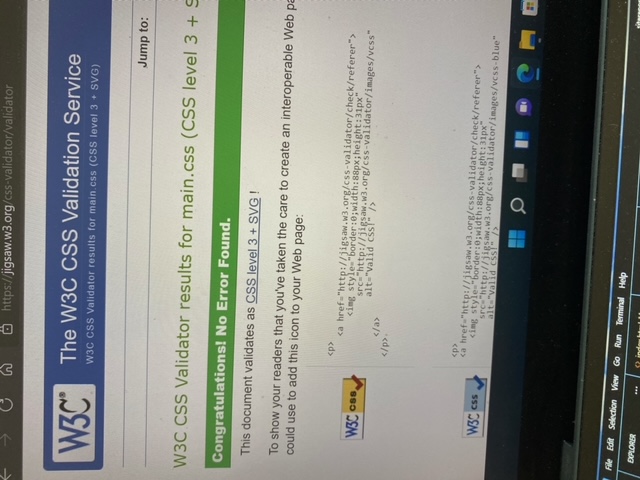 https://jigsaw.w3.org/css-validator/validator
W3C® The W3C CSS Validation Service
W3C CSS Validator results for main.css (CSS level 3 + SVG)
Jump to:
W3C CSS Validator results for main.css (CSS level 3 + S
Congratulations! No Error Found.
This document validates as CSS level 3 + SVG !
To show your readers that you've taken the care to create an interoperable Web pa
could use to add this icon to your Web page:
<p>
<a href="http://jigsaw.w3.org/css-validator/check/referer">
<img style="border:0;width:88px;height:31px"
src="http://jigsaw.w3.org/css-validator/images/vcss"
alt="Valid CSS!" />
</a>
</p>
W3C css
<p>
<a href="http://jigsaw.w3.org/css-validator/check/referer">
<img style="border:0;width:88px;height:31px"
src="http://jigsaw.w3.org/css-validator/images/vcss-blue"
alt="Valid CSS!" />
W3C css
File Edit Selection View Go Run Terminal Help
EXPLORER ...